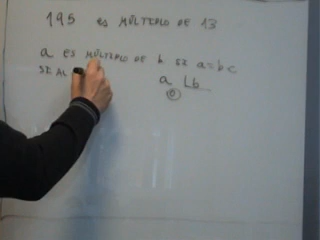 195 ES MÚLTIPLO DE 13
a ES MÚLTIPLO DE b SI a=b·c
SI AL
a b
0